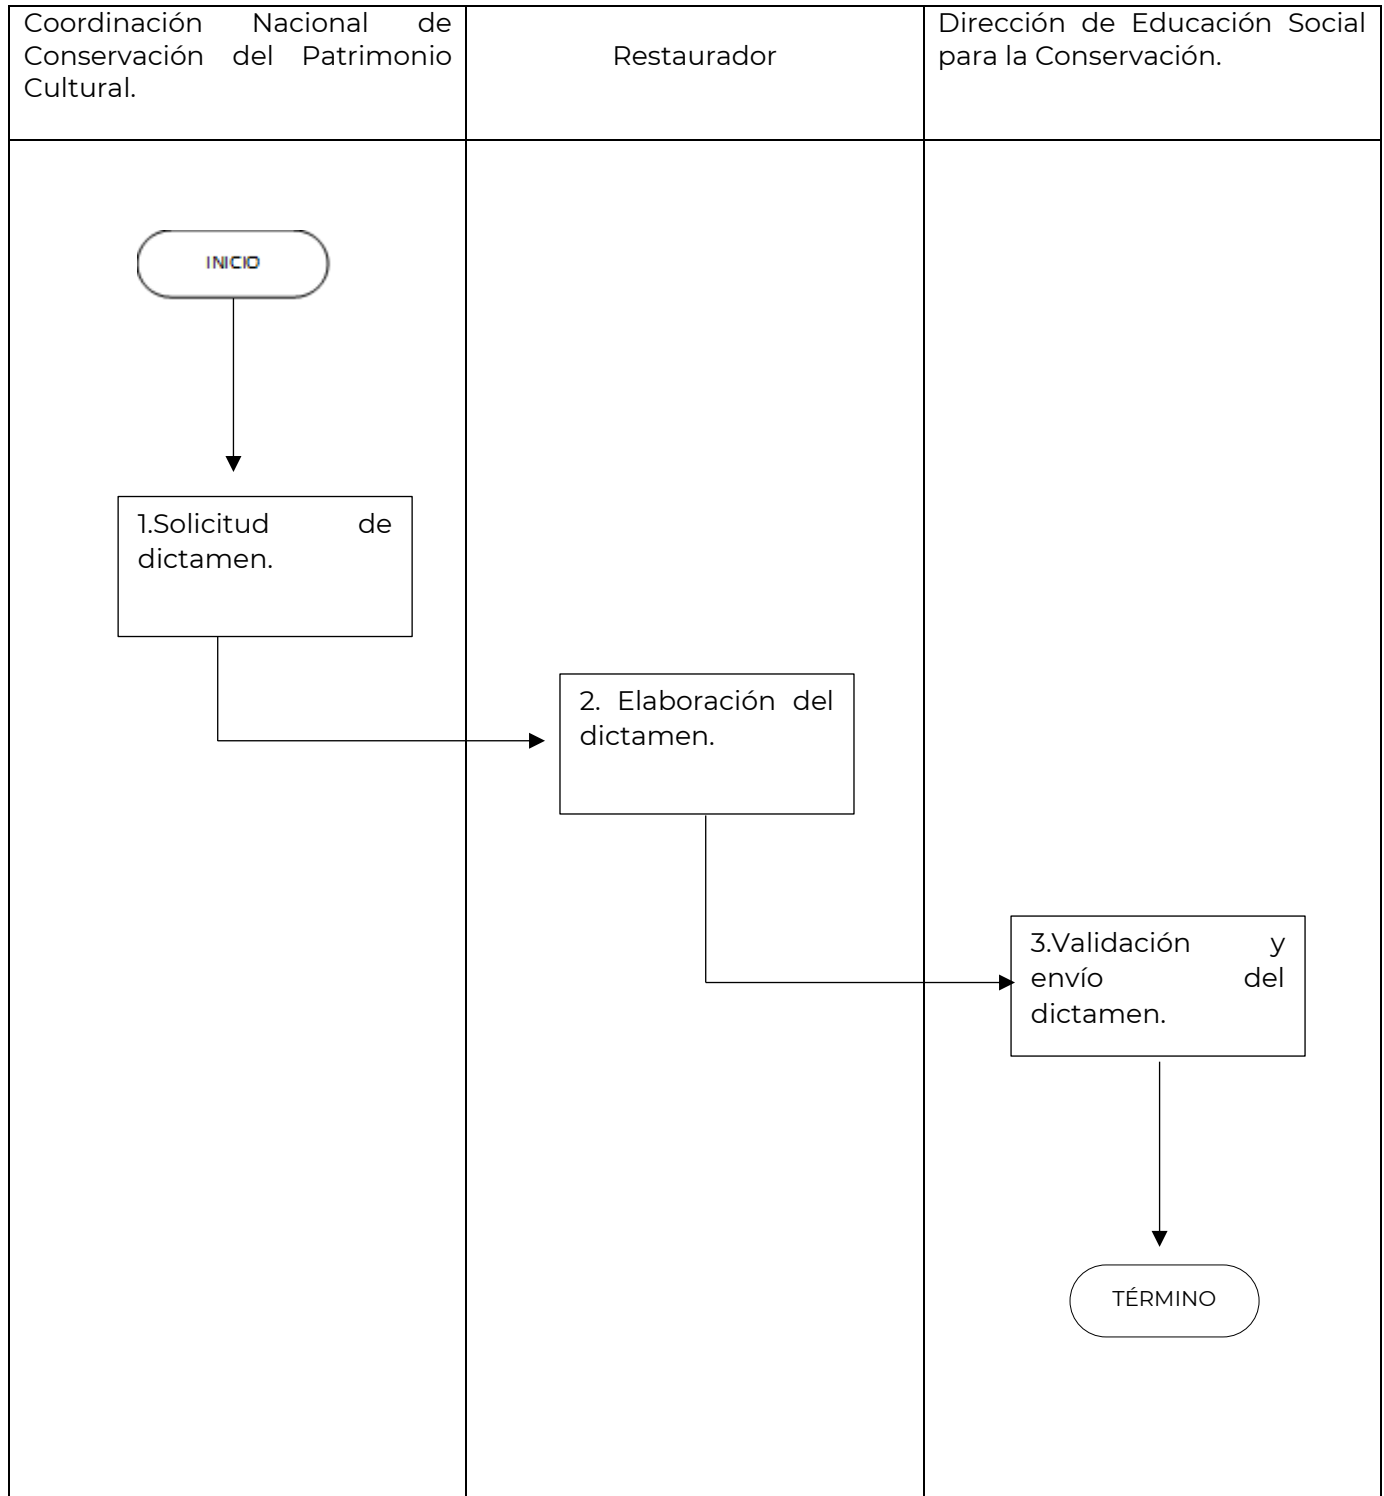 Coordinación Nacional de
Conservación del Patrimonio
Cultural.
Restaurador
Dirección de Educación Social
para la Conservación.
INICIO
1.Solicitud de
dictamen.
2. Elaboración del
dictamen.
3.Validación y
envío del
dictamen.
TÉRMINO